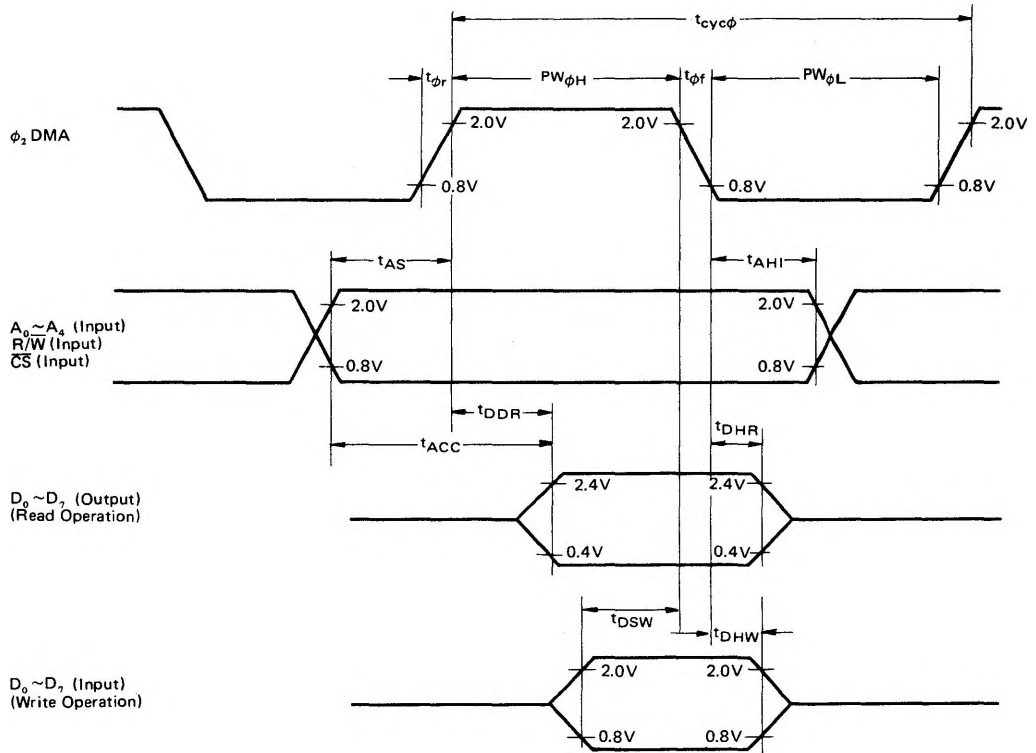 tcycφ
tφr
PWφH
tφf
PWφL
φ₂ DMA
2.0V
2.0V
2.0V
0.8V
0.8V
0.8V
tAS
tAHI
A₀~A₄ (Input)
R/W̅ (Input)
C̅S̅ (Input)
2.0V
2.0V
0.8V
0.8V
tDDR
tACC
tDHR
D₀~D₇ (Output)
(Read Operation)
2.4V
2.4V
0.4V
0.4V
tDSW
tDHW
D₀~D₇ (Input)
(Write Operation)
2.0V
2.0V
0.8V
0.8V